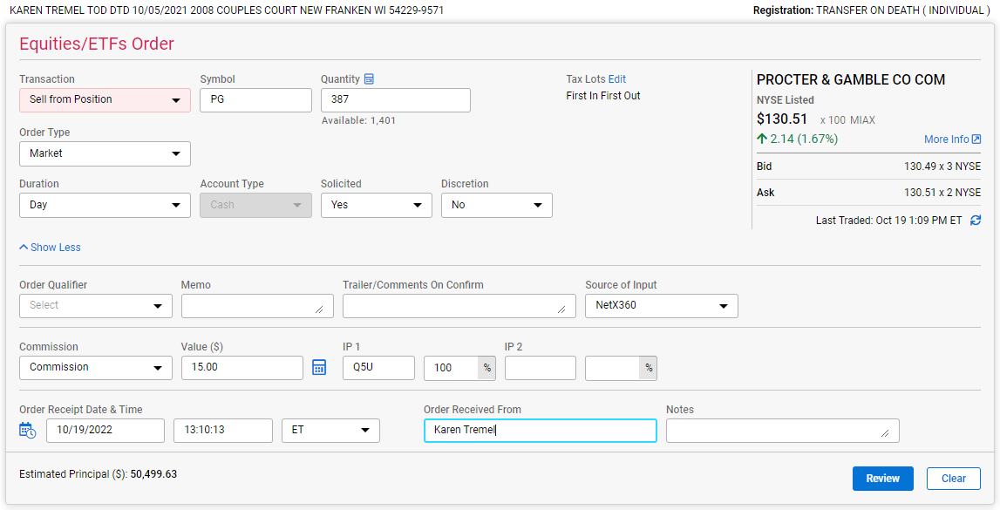 KAREN TREMEL TOD DTD 10/05/2021 2008 COUPLES COURT NEW FRANKEN WI 54229-9571
Registration: TRANSFER ON DEATH ( INDIVIDUAL )
Equities/ETFs Order
Transaction Symbol Quantity Tax Lots Edit
Sell from Position PG 387 First In First Out
Available: 1,401
Order Type
Market
Duration Account Type Solicited Discretion
Day Cash Yes No
Show Less
PROCTER & GAMBLE CO COM
NYSE Listed
$130.51 x 100 MIAX
2.14 (1.67%) More Info
Bid 130.49 x 3 NYSE
Ask 130.51 x 2 NYSE
Last Traded: Oct 19 1:09 PM ET
Order Qualifier Memo Trailer/Comments On Confirm Source of Input
Select NetX360
Commission Value ($) IP 1 IP 2
Commission 15.00 Q5U 100 % %
Order Receipt Date & Time Order Received From Notes
10/19/2022 13:10:13 ET Karen Tremel
Estimated Principal ($): 50,499.63 Review Clear